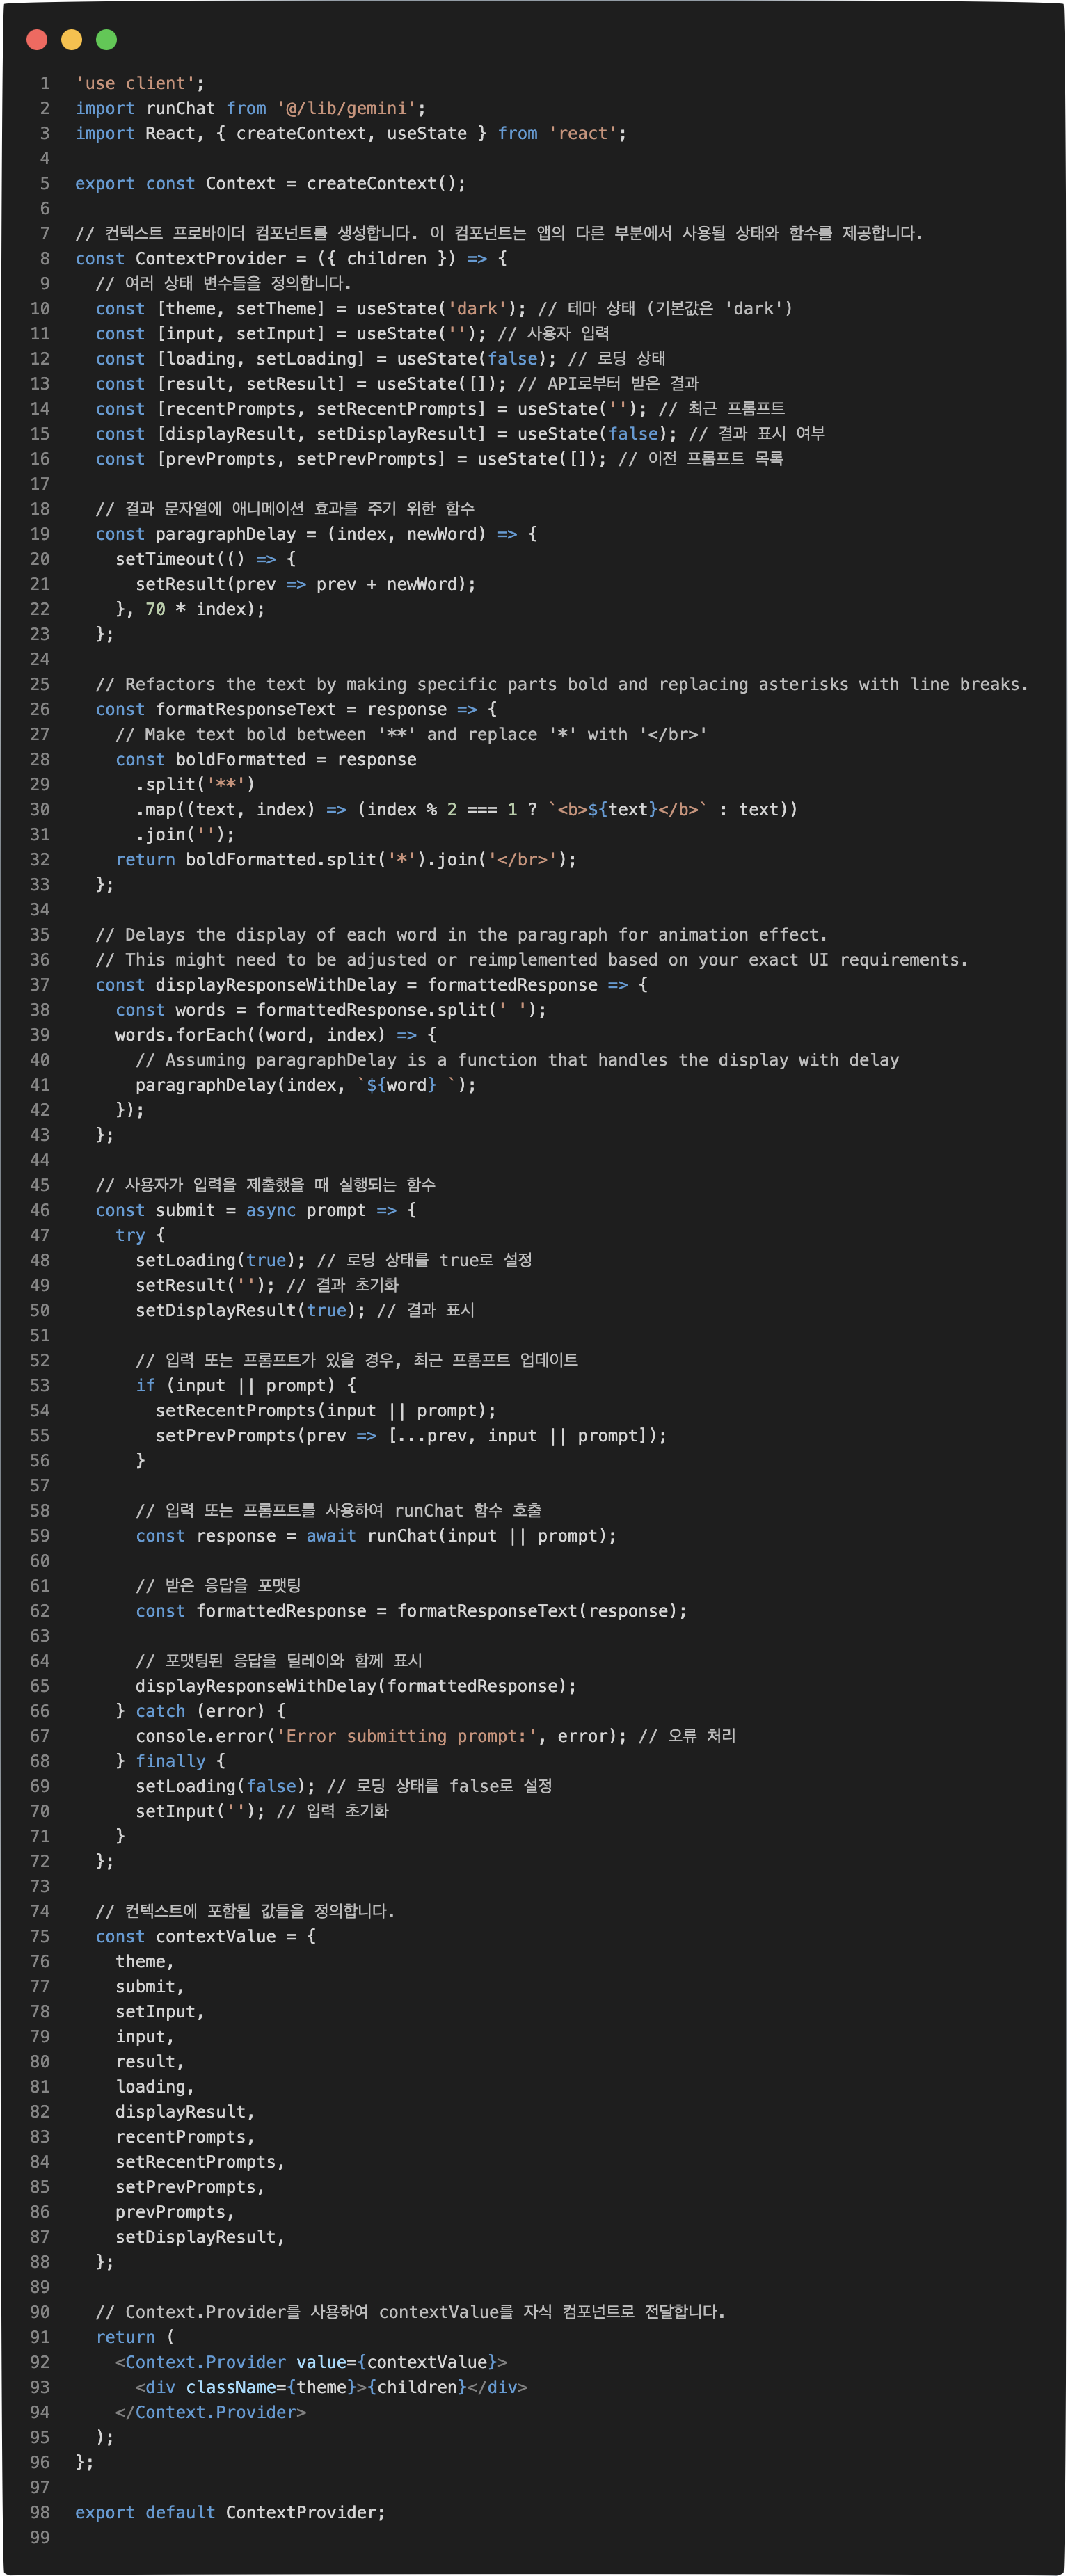 1 'use client';
2 import runChat from '@/lib/gemini';
3 import React, { createContext, useState } from 'react';
4
5 export const Context = createContext();
6
7 // 컨텍스트 프로바이더 컴포넌트를 생성합니다. 이 컴포넌트는 앱의 다른 부분에서 사용될 상태와 함수를 제공합니다.
8 const ContextProvider = ({ children }) => {
9   // 여러 상태 변수들을 정의합니다.
10   const [theme, setTheme] = useState('dark'); // 테마 상태 (기본값은 'dark')
11   const [input, setInput] = useState(''); // 사용자 입력
12   const [loading, setLoading] = useState(false); // 로딩 상태
13   const [result, setResult] = useState([]); // API로부터 받은 결과
14   const [recentPrompts, setRecentPrompts] = useState(''); // 최근 프롬프트
15   const [displayResult, setDisplayResult] = useState(false); // 결과 표시 여부
16   const [prevPrompts, setPrevPrompts] = useState([]); // 이전 프롬프트 목록
17
18   // 결과 문자열에 애니메이션 효과를 주기 위한 함수
19   const paragraphDelay = (index, newWord) => {
20     setTimeout(() => {
21       setResult(prev => prev + newWord);
22     }, 70 * index);
23   };
24
25   // Refactors the text by making specific parts bold and replacing asterisks with line breaks.
26   const formatResponseText = response => {
27     // Make text bold between '**' and replace '*' with '</br>'
28     const boldFormatted = response
29       .split('**')
30       .map((text, index) => (index % 2 === 1 ? `<b>${text}</b>` : text))
31       .join('');
32     return boldFormatted.split('*').join('</br>');
33   };
34
35   // Delays the display of each word in the paragraph for animation effect.
36   // This might need to be adjusted or reimplemented based on your exact UI requirements.
37   const displayResponseWithDelay = formattedResponse => {
38     const words = formattedResponse.split(' ');
39     words.forEach((word, index) => {
40       // Assuming paragraphDelay is a function that handles the display with delay
41       paragraphDelay(index, `${word} `);
42     });
43   };
44
45   // 사용자가 입력을 제출했을 때 실행되는 함수
46   const submit = async prompt => {
47     try {
48       setLoading(true); // 로딩 상태를 true로 설정
49       setResult(''); // 결과 초기화
50       setDisplayResult(true); // 결과 표시
51
52       // 입력 또는 프롬프트가 있을 경우, 최근 프롬프트 업데이트
53       if (input || prompt) {
54         setRecentPrompts(input || prompt);
55         setPrevPrompts(prev => [...prev, input || prompt]);
56       }
57
58       // 입력 또는 프롬프트를 사용하여 runChat 함수 호출
59       const response = await runChat(input || prompt);
60
61       // 받은 응답을 포맷팅
62       const formattedResponse = formatResponseText(response);
63
64       // 포맷팅된 응답을 딜레이와 함께 표시
65       displayResponseWithDelay(formattedResponse);
66     } catch (error) {
67       console.error('Error submitting prompt:', error); // 오류 처리
68     } finally {
69       setLoading(false); // 로딩 상태를 false로 설정
70       setInput(''); // 입력 초기화
71     }
72   };
73
74   // 컨텍스트에 포함될 값들을 정의합니다.
75   const contextValue = {
76     theme,
77     submit,
78     setInput,
79     input,
80     result,
81     loading,
82     displayResult,
83     recentPrompts,
84     setRecentPrompts,
85     setPrevPrompts,
86     prevPrompts,
87     setDisplayResult,
88   };
89
90   // Context.Provider를 사용하여 contextValue를 자식 컴포넌트로 전달합니다.
91   return (
92     <Context.Provider value={contextValue}>
93       <div className={theme}>{children}</div>
94     </Context.Provider>
95   );
96 };
97
98 export default ContextProvider;
99